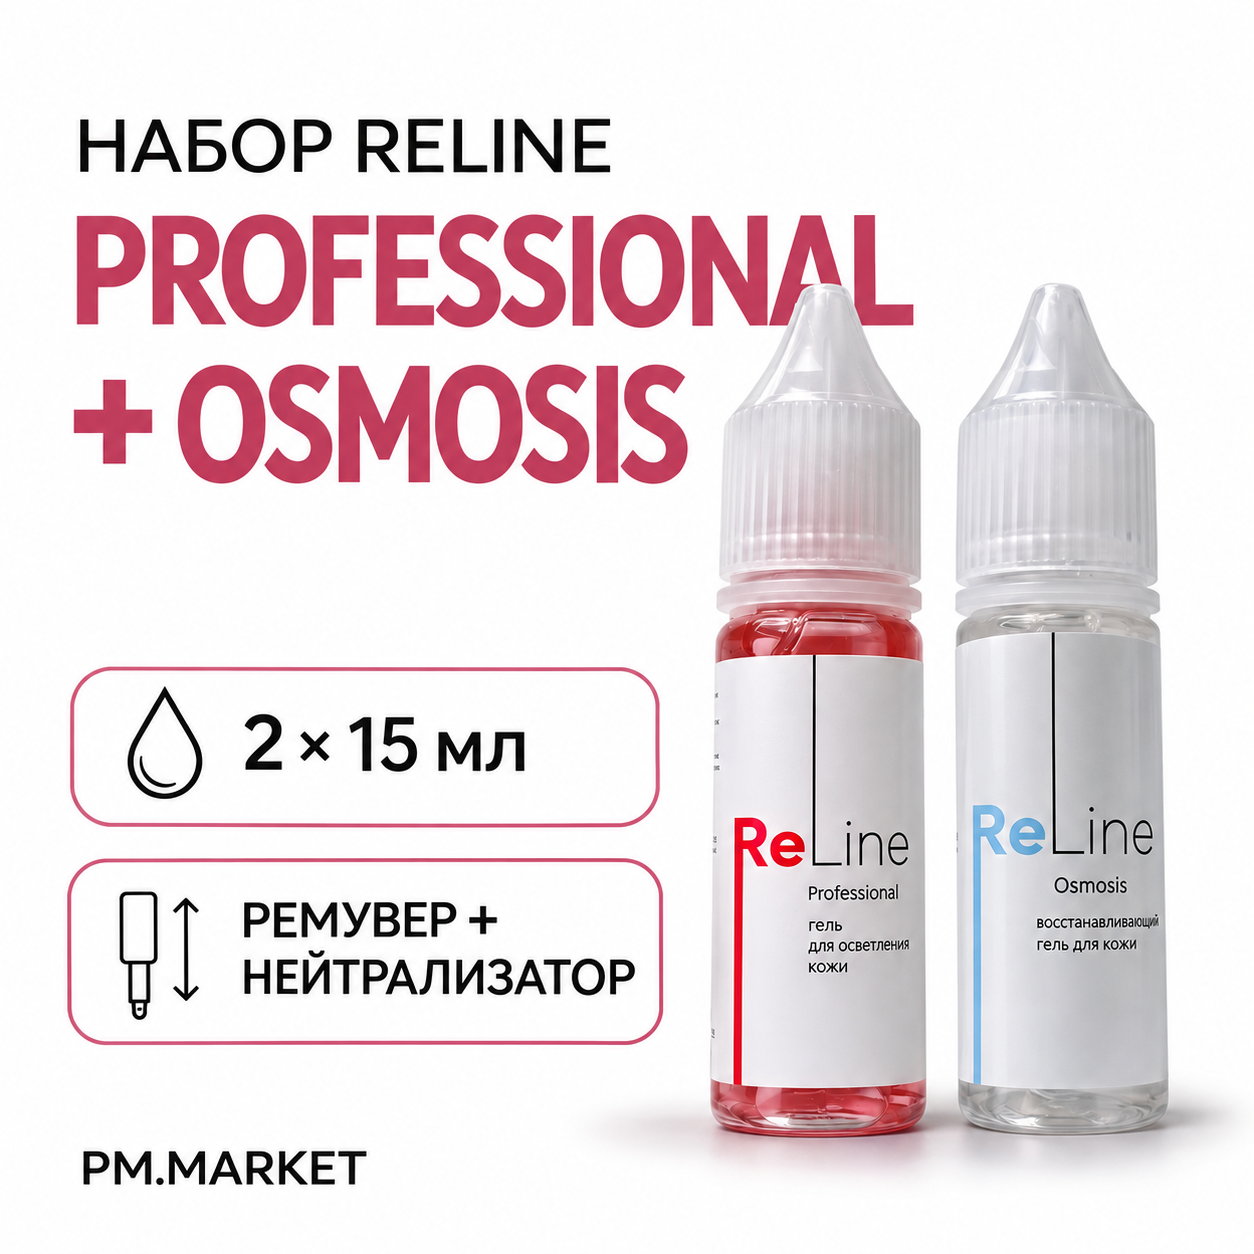 НАБОР RELINE
PROFESSIONAL
+ OSMOSIS
2 × 15 мл
РЕМУВЕР +
НЕЙТРАЛИЗАТОР
PM.MARKET
ReLine
Professional
гель
для осветления
кожи
ReLine
Osmosis
восстанавливающий
гель для кожи